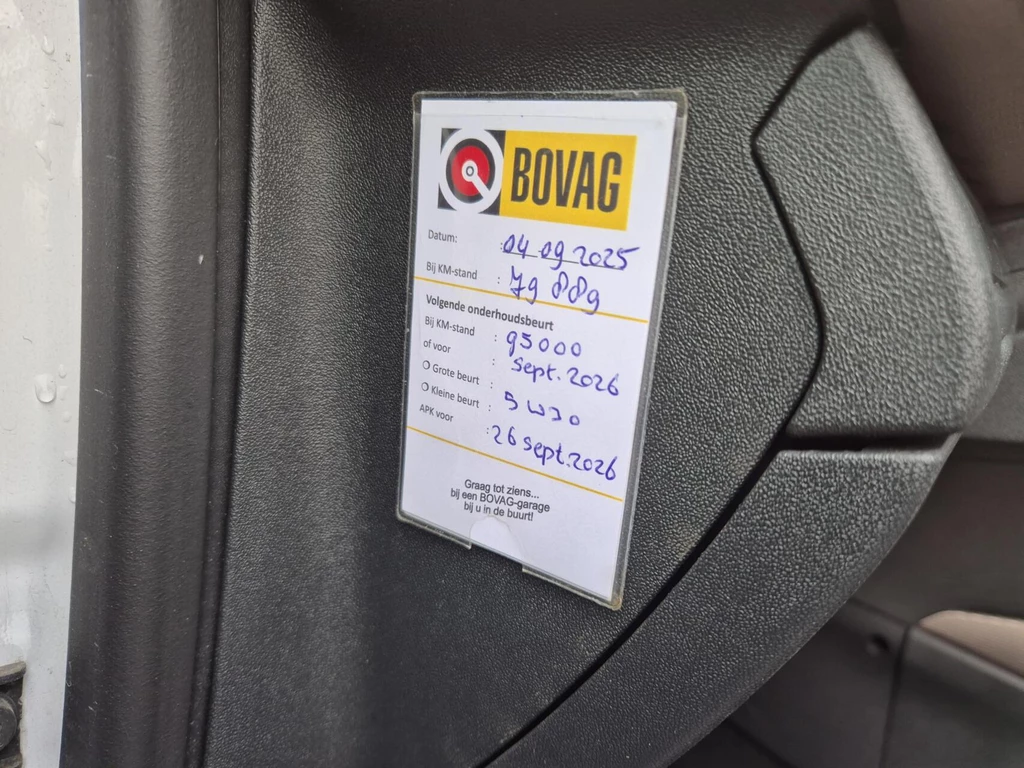 BOVAG
Datum: : 04 09 2025
Bij KM-stand : 79 889
Volgende onderhoudsbeurt
Bij KM-stand : 95000
of voor : Sept. 2026
Grote beurt :
Kleine beurt : 5W30
APK voor : 26 sept. 2026
Graag tot ziens...
bij een BOVAG-garage
bij u in de buurt!